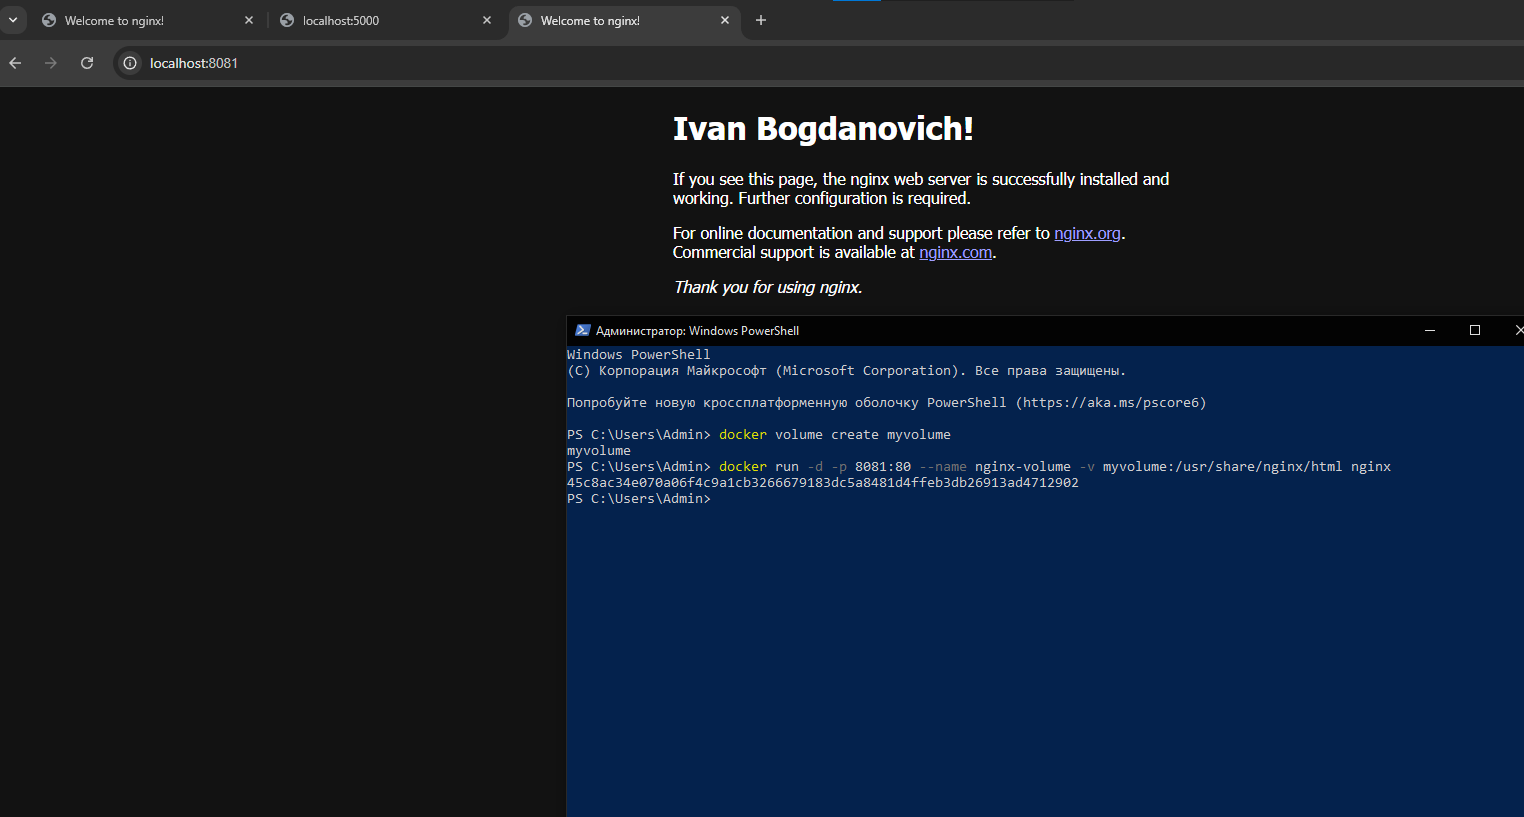 Welcome to nginx!
localhost:5000
Welcome to nginx!
localhost:8081
Ivan Bogdanovich!
If you see this page, the nginx web server is successfully installed and
working. Further configuration is required.
For online documentation and support please refer to nginx.org.
Commercial support is available at nginx.com.
Thank you for using nginx.
Администратор: Windows PowerShell
Windows PowerShell
(C) Корпорация Майкрософт (Microsoft Corporation). Все права защищены.
Попробуйте новую кроссплатформенную оболочку PowerShell (https://aka.ms/pscore6)
PS C:\Users\Admin> docker volume create myvolume
myvolume
PS C:\Users\Admin> docker run -d -p 8081:80 --name nginx-volume -v myvolume:/usr/share/nginx/html nginx
45c8ac34e070a06f4c9a1cb3266679183dc5a8481d4ffeb3db26913ad4712902
PS C:\Users\Admin>